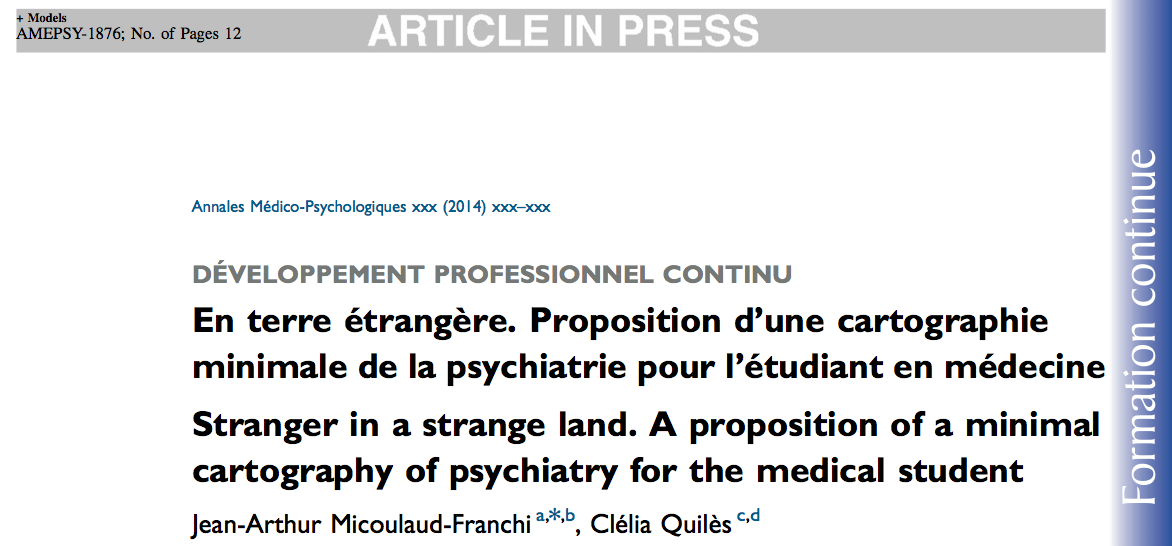 + Models
AMEPSY-1876; No. of Pages 12
ARTICLE IN PRESS
Annales Médico-Psychologiques xxx (2014) xxx–xxx
DÉVELOPPEMENT PROFESSIONNEL CONTINU
En terre étrangère. Proposition d’une cartographie
minimale de la psychiatrie pour l’étudiant en médecine
Stranger in a strange land. A proposition of a minimal
cartography of psychiatry for the medical student
Jean-Arthur Micoulaud-Franchi a,*,b, Clélia Quilès c,d
Formation continue